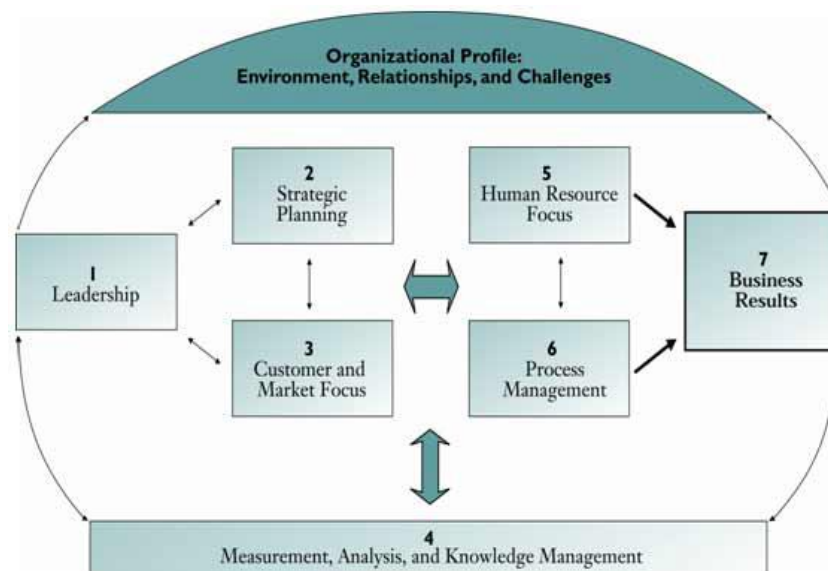 Organizational Profile:
Environment, Relationships, and Challenges
2
Strategic
Planning
5
Human Resource
Focus
1
Leadership
7
Business
Results
3
Customer and
Market Focus
6
Process
Management
4
Measurement, Analysis, and Knowledge Management